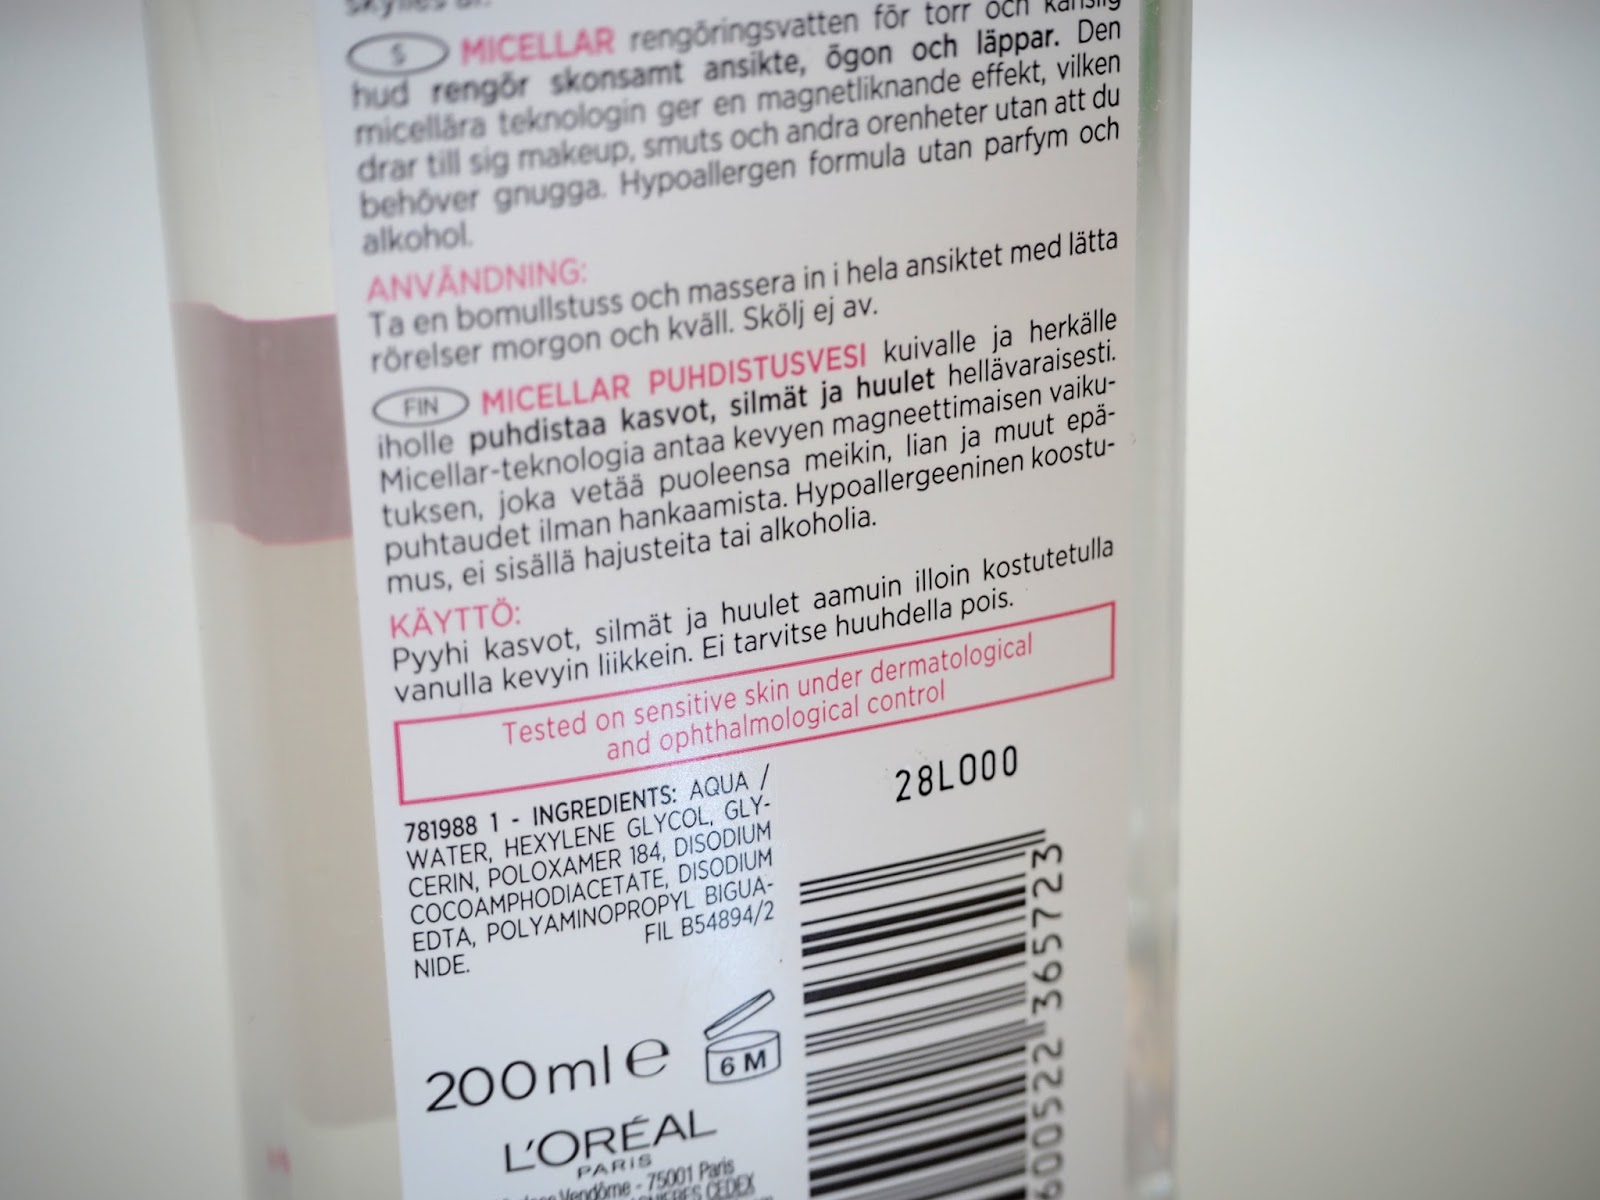 S MICELLAR rengöringsvatten för torr och känslig
hud rengör skonsamt ansikte, ögon och läppar. Den
micellära teknologin ger en magnetliknande effekt, vilken
drar till sig makeup, smuts och andra orenheter utan att du
behöver gnugga. Hypoallergen formula utan parfym och
alkohol.
ANVÄNDNING:
Ta en bomullstuss och massera in i hela ansiktet med lätta
rörelser morgon och kväll. Skölj ej av.
FIN MICELLAR PUHDISTUSVESI kuivalle ja herkälle
iholle puhdistaa kasvot, silmät ja huulet hellävaraisesti.
Micellar-teknologia antaa kevyen magneettimaisen vaiku-
tuksen, joka vetää puoleensa meikin, lian ja muut epä-
puhtaudet ilman hankaamista. Hypoallergeeninen koostu-
mus, ei sisällä hajusteita tai alkoholia.
KÄYTTÖ:
Pyyhi kasvot, silmät ja huulet aamuin illoin kostutetulla
vanulla kevyin liikkein. Ei tarvitse huuhdella pois.
Tested on sensitive skin under dermatological
and ophthalmological control
28L000
781988 1 - INGREDIENTS: AQUA /
WATER, HEXYLENE GLYCOL, GLY-
CERIN, POLOXAMER 184, DISODIUM
COCOAMPHODIACETATE, DISODIUM
EDTA, POLYAMINOPROPYL BIGUA-
NIDE.
FIL B54894/2
200ml e
6 M
L'ORÉAL
PARIS
Vendôme - 75001 Paris
CEDEX
600522 365723